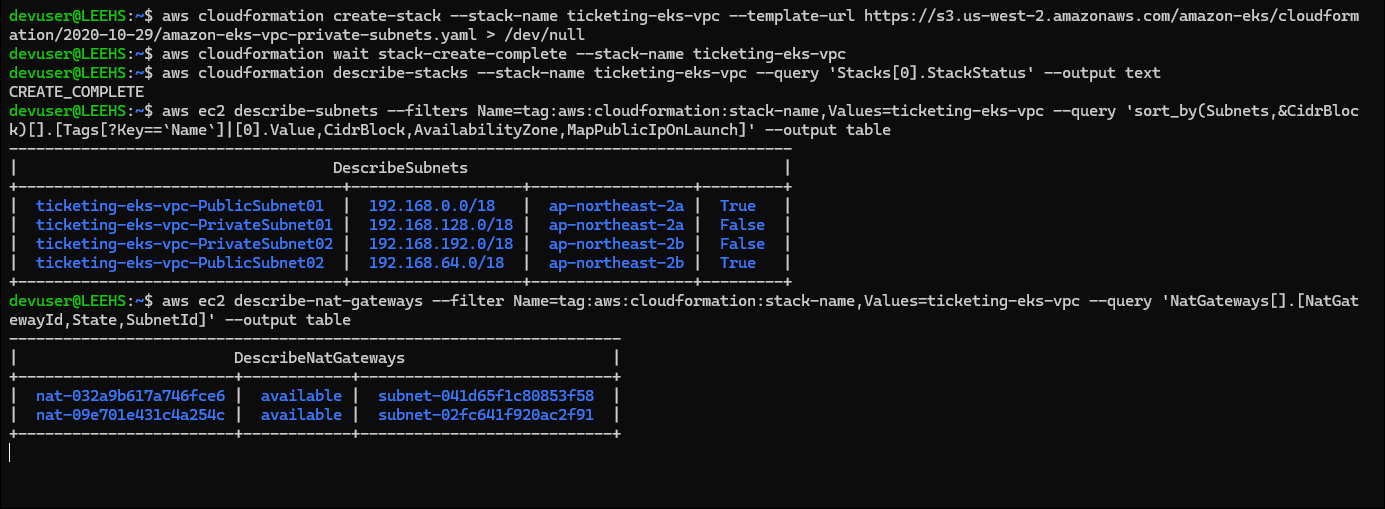 devuser@LEEHS:~$ aws cloudformation create-stack --stack-name ticketing-eks-vpc --template-url https://s3.us-west-2.amazonaws.com/amazon-eks/cloudform
ation/2020-10-29/amazon-eks-vpc-private-subnets.yaml > /dev/null
devuser@LEEHS:~$ aws cloudformation wait stack-create-complete --stack-name ticketing-eks-vpc
devuser@LEEHS:~$ aws cloudformation describe-stacks --stack-name ticketing-eks-vpc --query 'Stacks[0].StackStatus' --output text
CREATE_COMPLETE
devuser@LEEHS:~$ aws ec2 describe-subnets --filters Name=tag:aws:cloudformation:stack-name,Values=ticketing-eks-vpc --query 'sort_by(Subnets,&CidrBloc
k)[].[Tags[?Key==`Name`]|[0].Value,CidrBlock,AvailabilityZone,MapPublicIpOnLaunch]' --output table
---------------------------------------------------------------------------------------
|                                   DescribeSubnets                                   |
+------------------------------------+-------------------+------------------+---------+
|  ticketing-eks-vpc-PublicSubnet01  |  192.168.0.0/18   |  ap-northeast-2a |  True   |
|  ticketing-eks-vpc-PrivateSubnet01 |  192.168.128.0/18 |  ap-northeast-2a |  False  |
|  ticketing-eks-vpc-PrivateSubnet02 |  192.168.192.0/18 |  ap-northeast-2b |  False  |
|  ticketing-eks-vpc-PublicSubnet02  |  192.168.64.0/18  |  ap-northeast-2b |  True   |
+------------------------------------+-------------------+------------------+---------+
devuser@LEEHS:~$ aws ec2 describe-nat-gateways --filter Name=tag:aws:cloudformation:stack-name,Values=ticketing-eks-vpc --query 'NatGateways[].[NatGat
ewayId,State,SubnetId]' --output table
--------------------------------------------------------------------
|                        DescribeNatGateways                       |
+------------------------+------------+----------------------------+
|  nat-032a9b617a746fce6 |  available |  subnet-041d65f1c80853f58  |
|  nat-09e701e431c4a254c |  available |  subnet-02fc641f920ac2f91  |
+------------------------+------------+----------------------------+